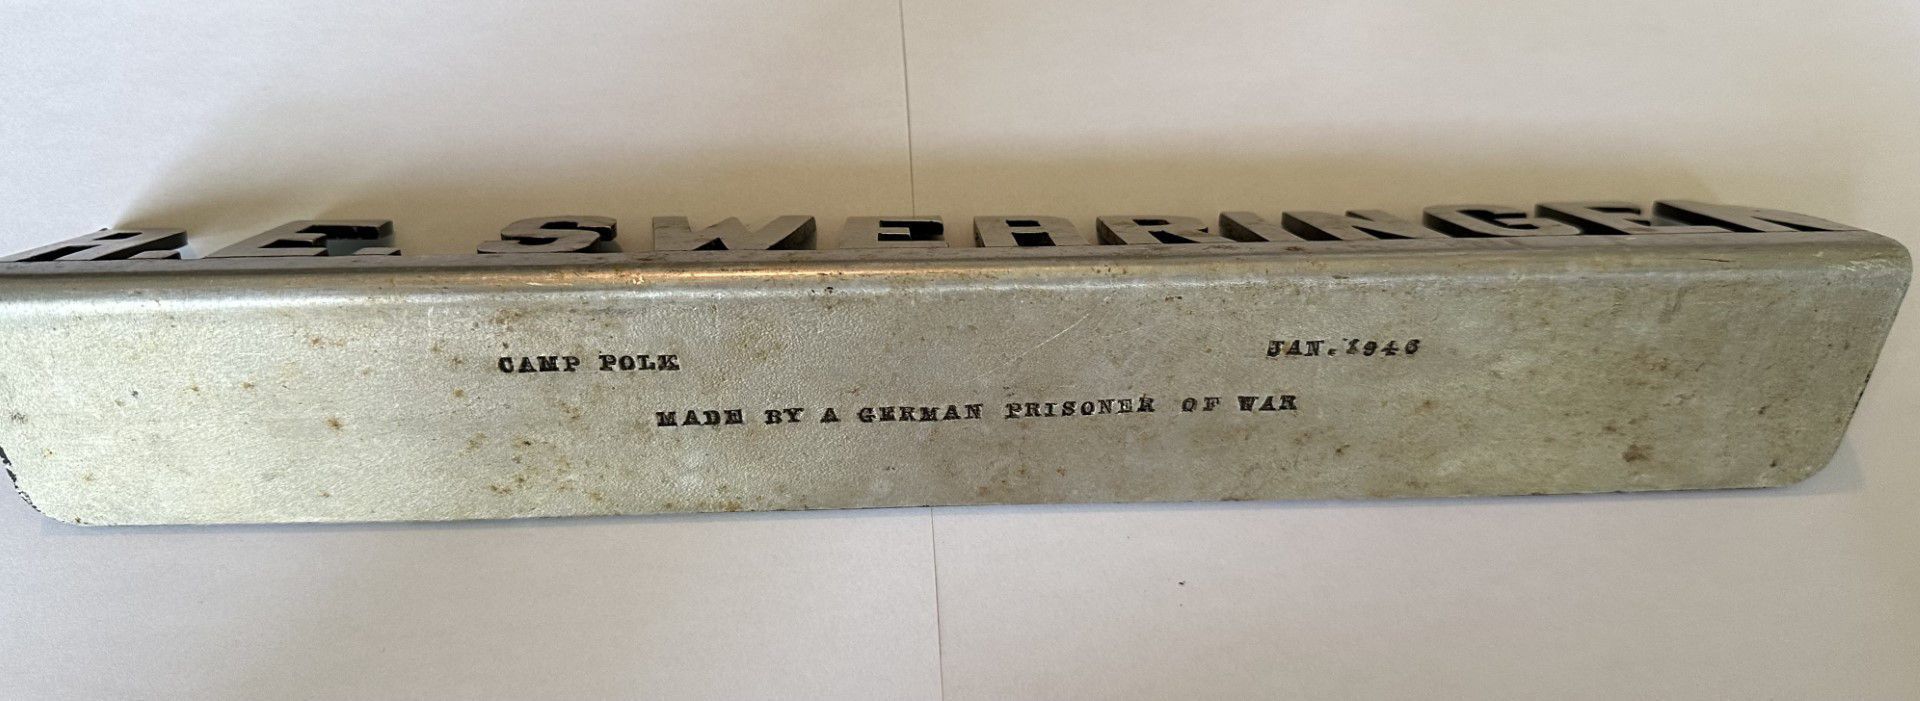 E. SWEARINGEN
CAMP POLK JAN. 1946
MADE BY A GERMAN PRISONER OF WAR